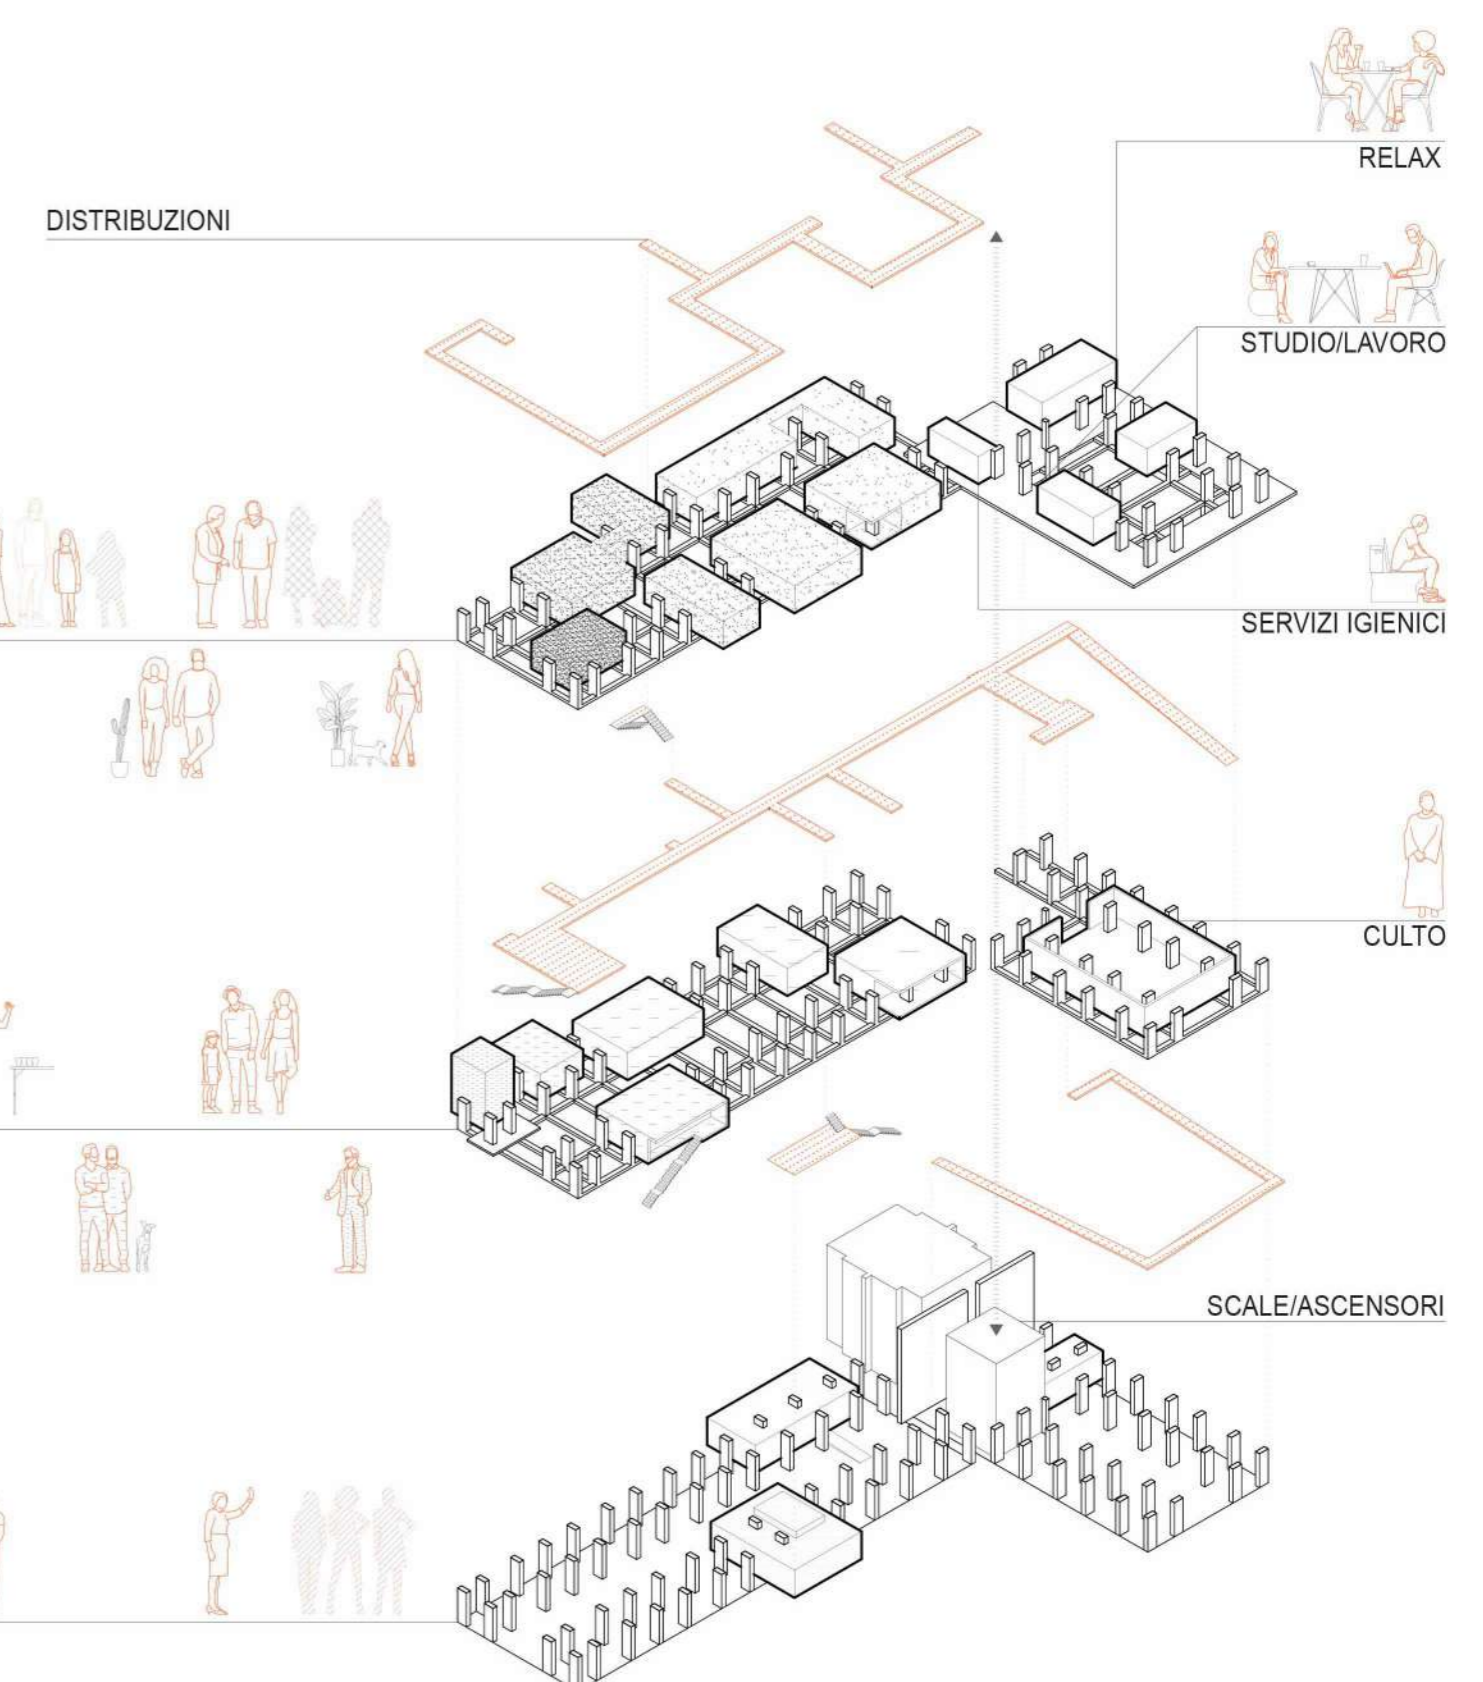 RELAX
DISTRIBUZIONI
STUDIO/LAVORO
SERVIZI IGIENICI
CULTO
SCALE/ASCENSORI